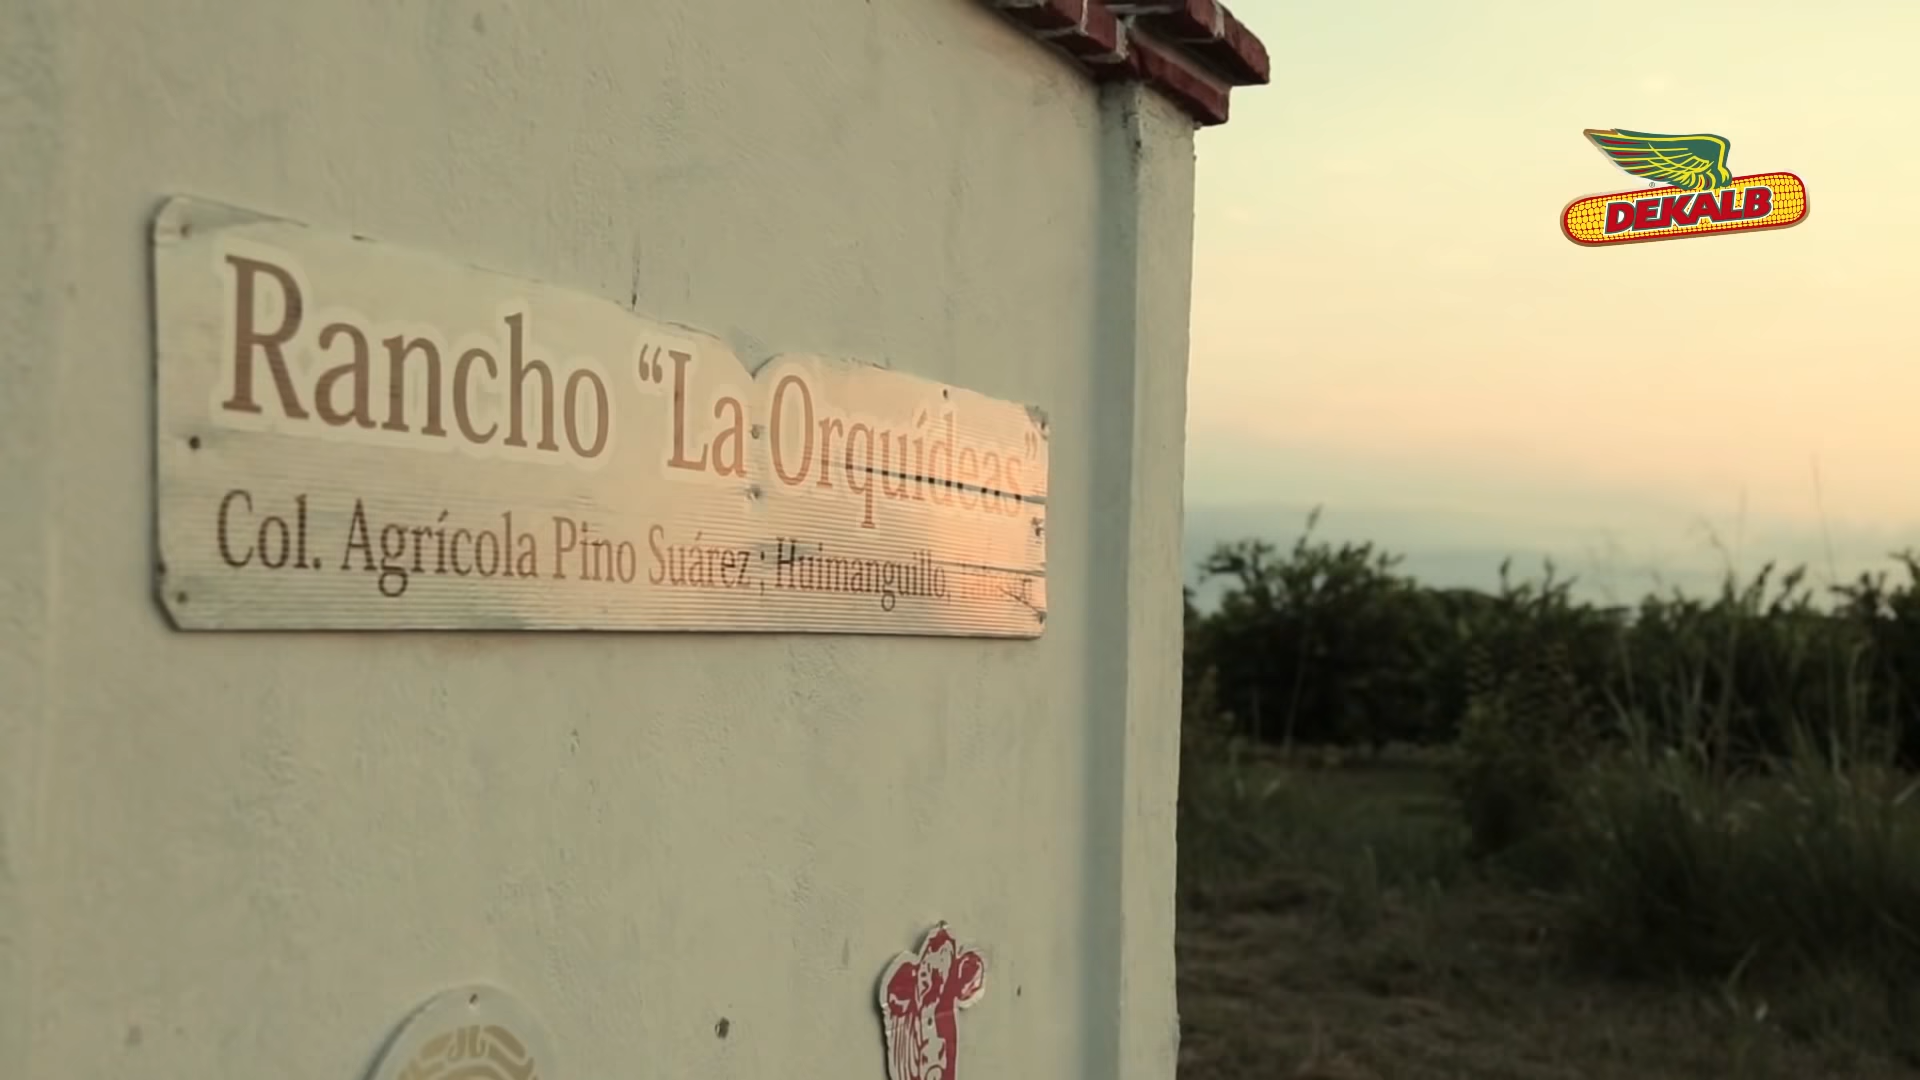 Rancho “La Orquídeas”
Col. Agrícola Pino Suárez ; Huimanguillo,
DEKALB